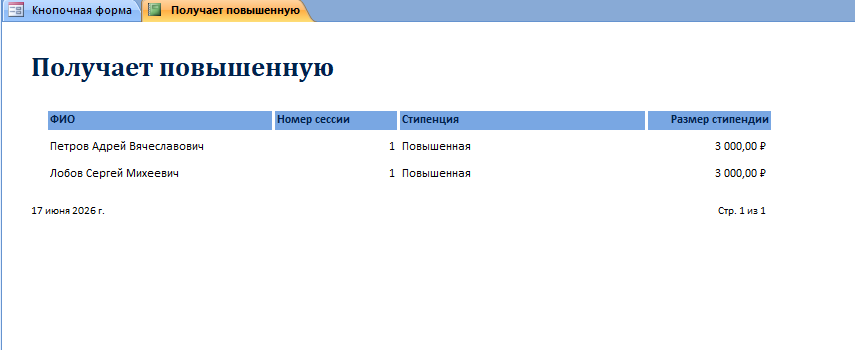 Кнопочная форма Получает повышенную
Получает повышенную
ФИО Номер сессии Стипенция Размер стипендии
Петров Адрей Вячеславович 1 Повышенная 3 000,00 ₽
Лобов Сергей Михеевич 1 Повышенная 3 000,00 ₽
17 июня 2026 г. Стр. 1 из 1